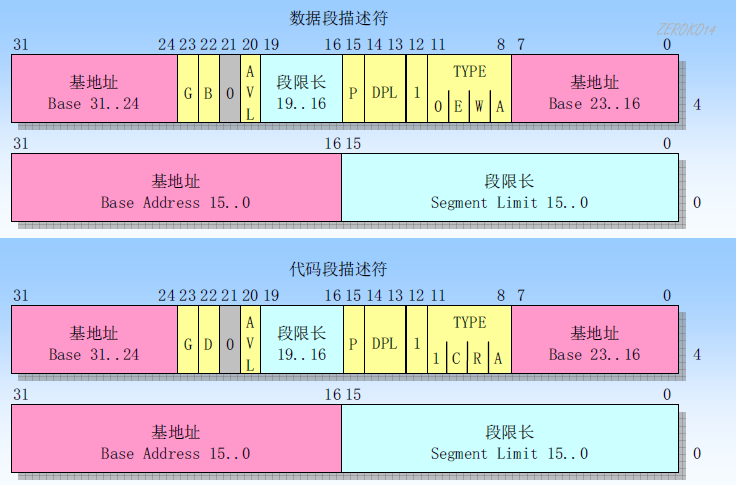 ZEROKO14
数据段描述符
31 24 23 22 21 20 19 16 15 14 13 12 11 8 7 0
基地址
Base 31..24
G B 0 AVL
段限长
19..16
P DPL 1
TYPE
0 E W A
基地址
Base 23..16
4
31 16 15 0
基地址
Base Address 15..0
段限长
Segment Limit 15..0
0
代码段描述符
31 24 23 22 21 20 19 16 15 14 13 12 11 8 7 0
基地址
Base 31..24
G D 0 AVL
段限长
19..16
P DPL 1
TYPE
1 C R A
基地址
Base 23..16
4
31 16 15 0
基地址
Base Address 15..0
段限长
Segment Limit 15..0
0